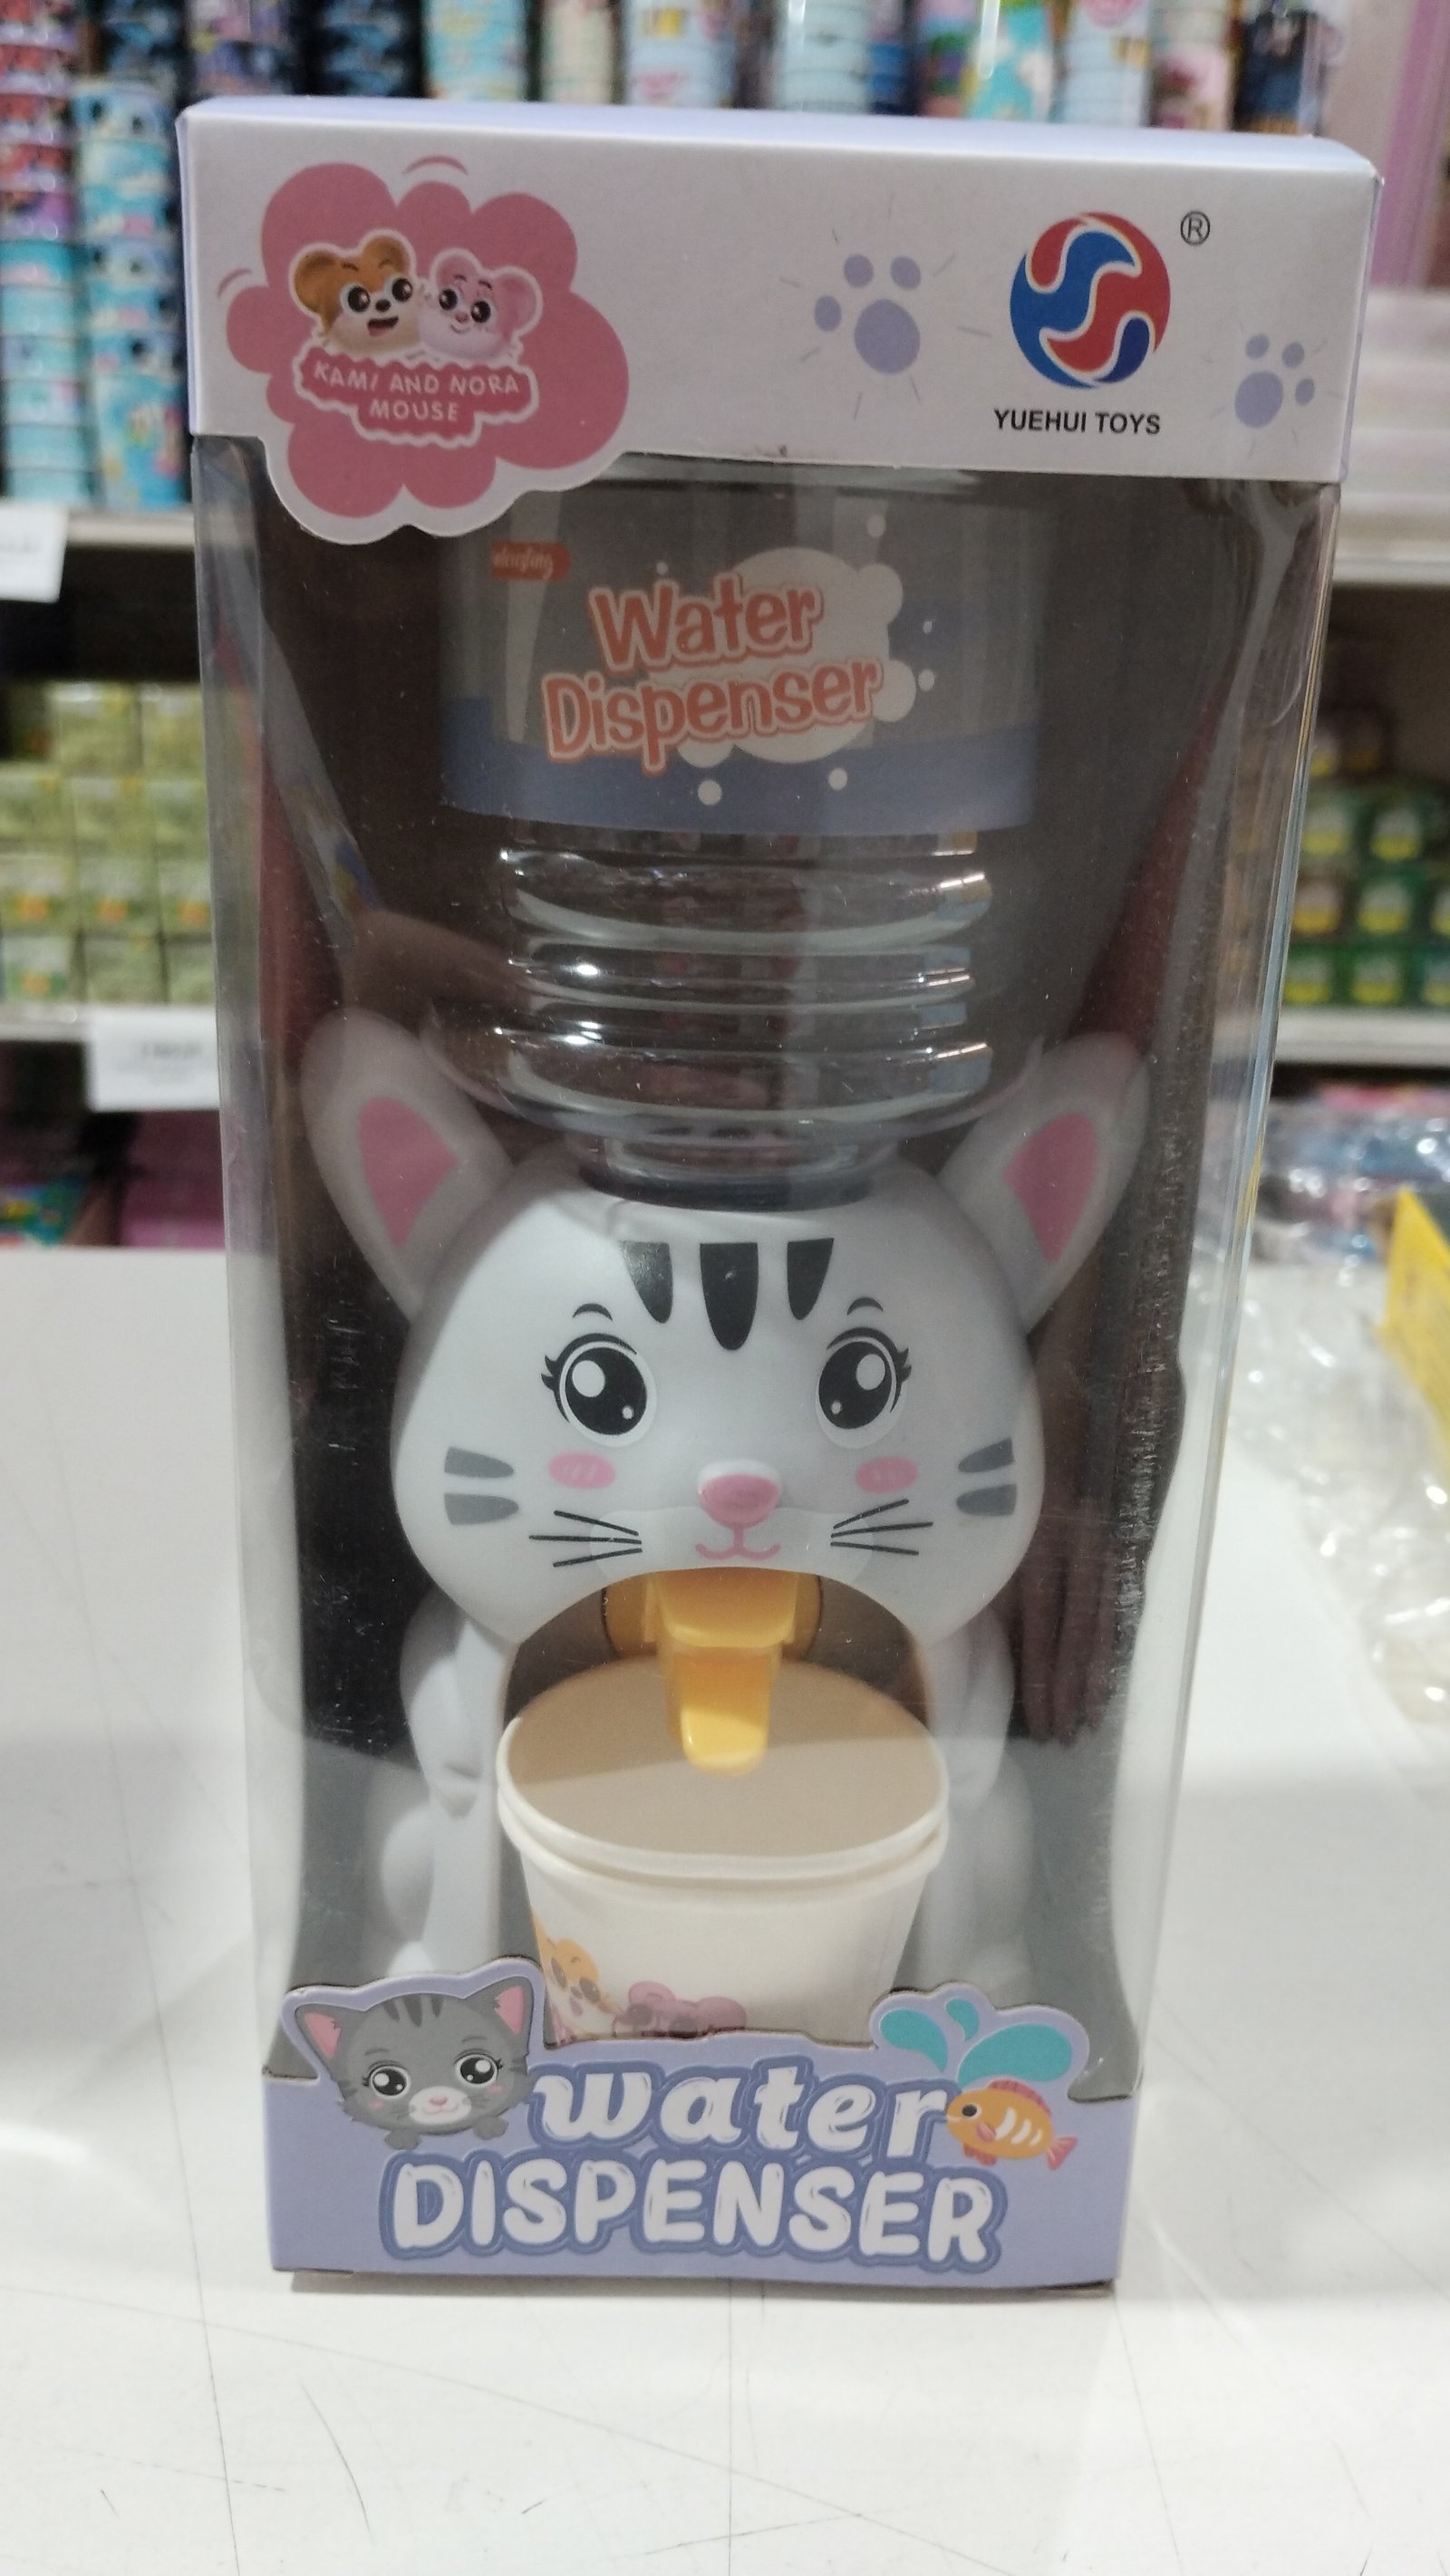 KAMI AND NORA
MOUSE
®
YUEHUI TOYS
Water
Dispenser
water
DISPENSER